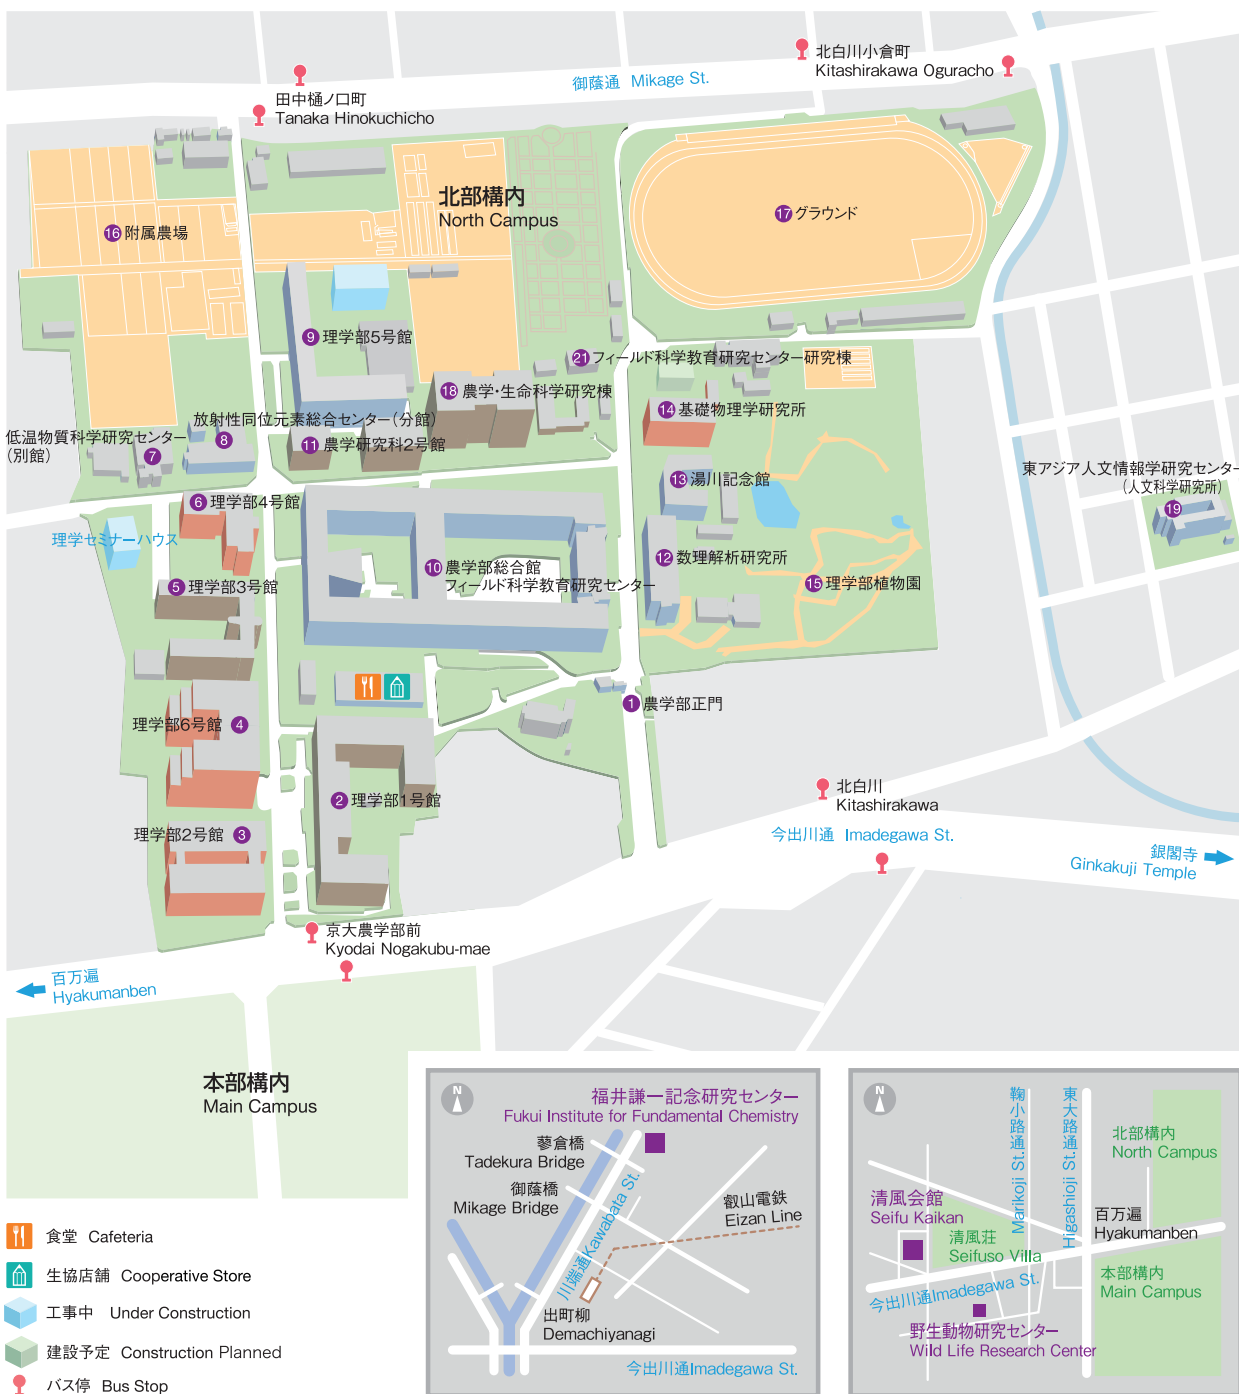 北白川小倉町
Kitashirakawa Oguracho
御蔭通 Mikage St.
田中樋ノ口町
Tanaka Hinokuchicho
北部構内
North Campus
17 グラウンド
16 附属農場
9 理学部5号館
21 フィールド科学教育研究センター研究棟
18 農学・生命科学研究棟
14 基礎物理学研究所
放射性同位元素総合センター(分館)
8
11 農学研究科2号館
低温物質科学研究センター
(別館)
7
13 湯川記念館
東アジア人文情報学研究センター
(人文科学研究所)
19
6 理学部4号館
理学セミナーハウス
12 数理解析研究所
10 農学部総合館
フィールド科学教育研究センター
5 理学部3号館
15 理学部植物園
1 農学部正門
理学部6号館 4
2 理学部1号館
北白川
Kitashirakawa
理学部2号館 3
今出川通 Imadegawa St.
銀閣寺
Ginkakuji Temple
京大農学部前
Kyodai Nogakubu-mae
百万遍
Hyakumanben
本部構内
Main Campus
食堂 Cafeteria
生協店舗 Cooperative Store
工事中 Under Construction
建設予定 Construction Planned
バス停 Bus Stop
N
福井謙一記念研究センター
Fukui Institute for Fundamental Chemistry
蓼倉橋
Tadekura Bridge
御蔭橋
Mikage Bridge
川端通Kawabata St.
叡山電鉄
Eizan Line
出町柳
Demachiyanagi
今出川通Imadegawa St.
N
鞠小路通 Marikoji St.
東大路通 Higashioji St.
北部構内
North Campus
清風会館
Seifu Kaikan
清風荘
Seifuso Villa
百万遍
Hyakumanben
今出川通Imadegawa St.
本部構内
Main Campus
野生動物研究センター
Wild Life Research Center